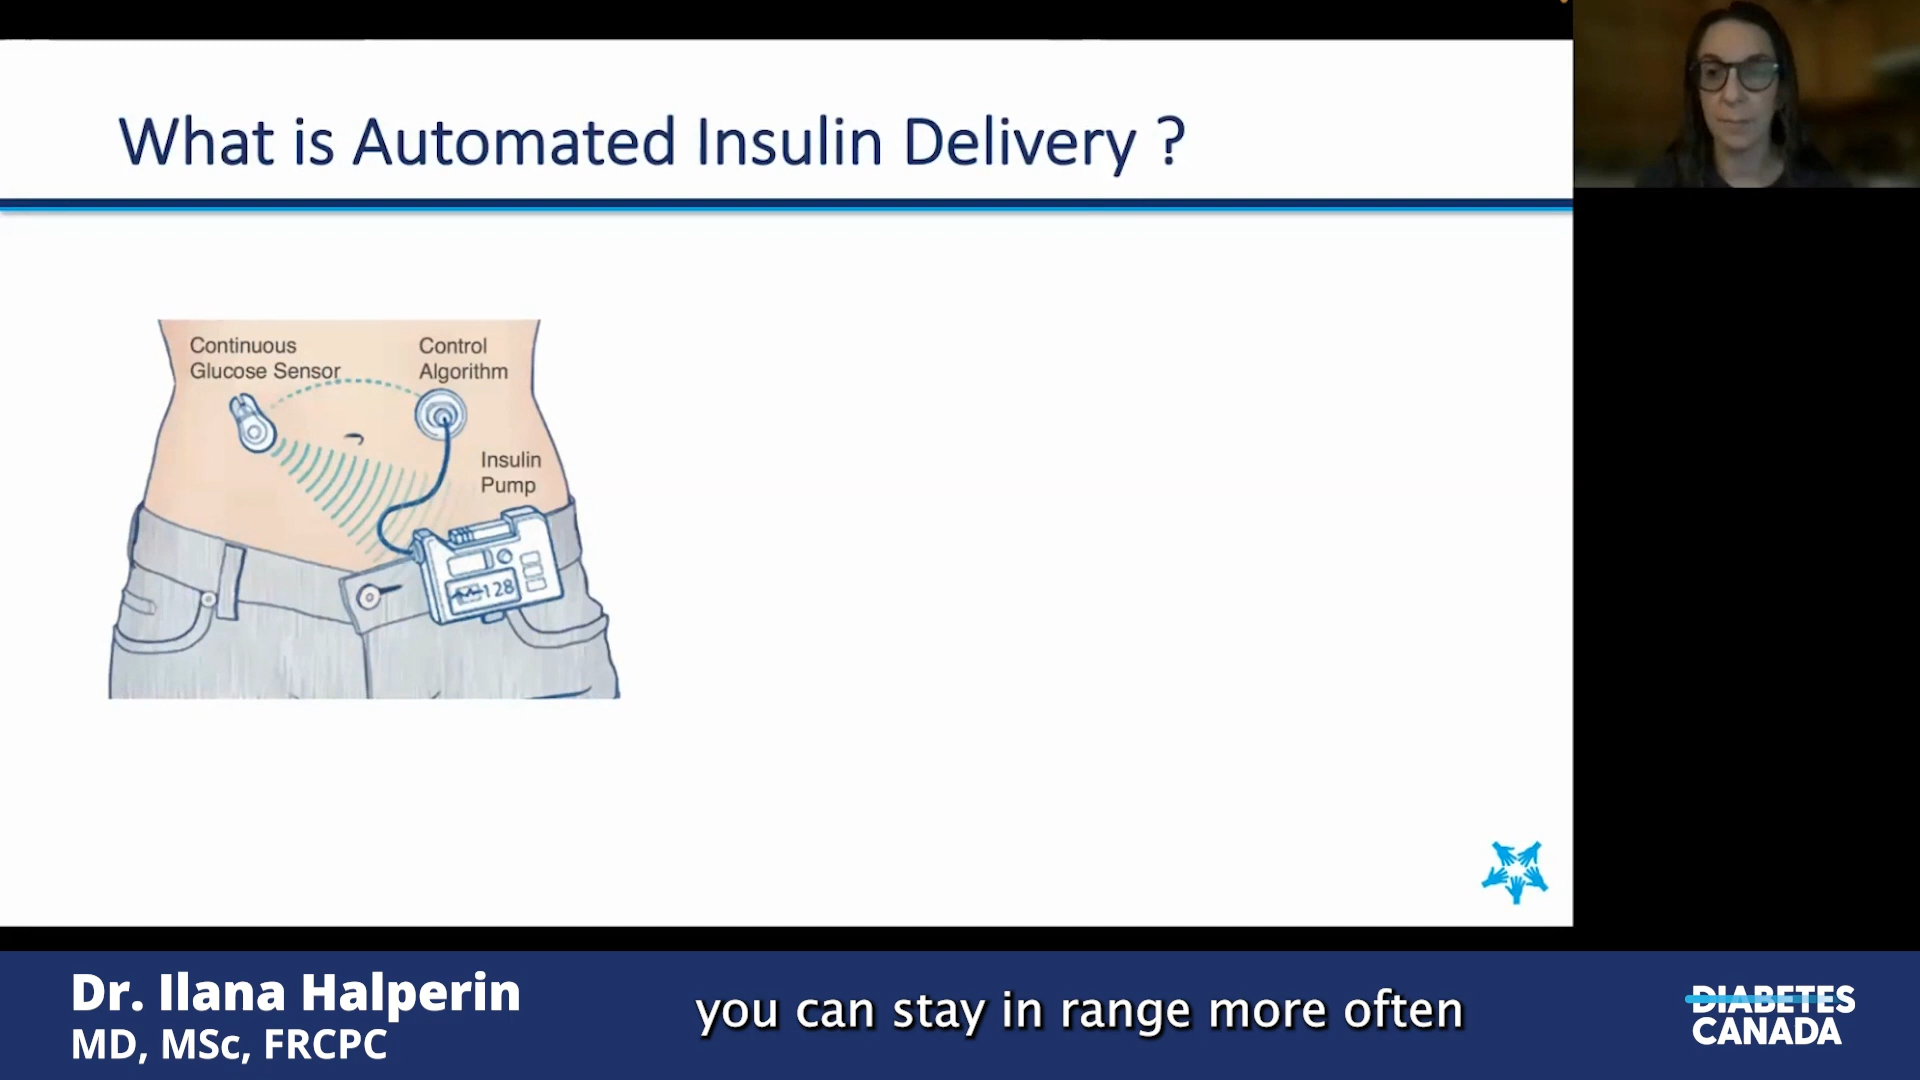 What is Automated Insulin Delivery ?
Continuous
Glucose Sensor
Control
Algorithm
Insulin
Pump
128
Dr. Ilana Halperin
MD, MSc, FRCPC
you can stay in range more often
DIABETES
CANADA